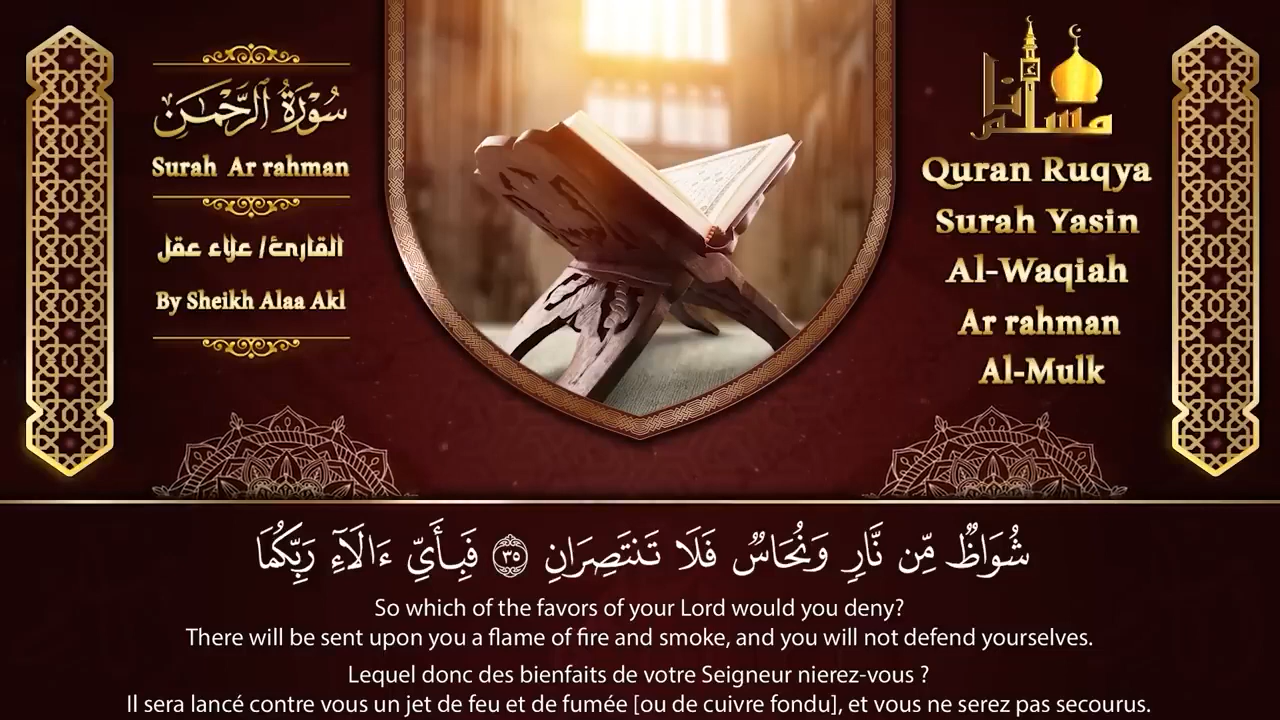 سُورَةُ ٱلرَّحْمَٰن
Surah Ar rahman
القارئ/ علاء عقل
By Sheikh Alaa Akl
أنا مسلم
Quran Ruqya
Surah Yasin
Al-Waqiah
Ar rahman
Al-Mulk
شُوَاظٌ مِّن نَّارٍ وَنُحَاسٌ فَلَا تَنتَصِرَانِ ٣٥ فَبِأَيِّ ءَالَآءِ رَبِّكُمَا
So which of the favors of your Lord would you deny?
There will be sent upon you a flame of fire and smoke, and you will not defend yourselves.
Lequel donc des bienfaits de votre Seigneur nierez-vous ?
Il sera lancé contre vous un jet de feu et de fumée [ou de cuivre fondu], et vous ne serez pas secourus.